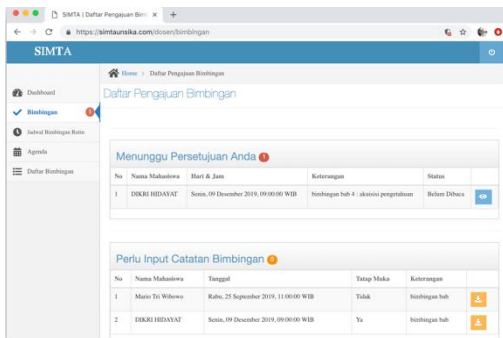 SIMTA | Daftar Pengajuan Bim
https://simtaunsika.com/dosen/bimbingan
SIMTA
Home > Daftar Pengajuan Bimbingan
Daftar Pengajuan Bimbingan
Dashboard
Bimbingan
Jadwal Bimbingan Rutin
Agenda
Daftar Bimbingan
Menunggu Persetujuan Anda 1
No Nama Mahasiswa Hari & Jam Keterangan Status
1 DIKRI HIDAYAT Senin, 09 Desember 2019, 09:00:00 WIB bimbingan bab 4 : akuisisi pengetahuan Belum Dibaca
Perlu Input Catatan Bimbingan
No Nama Mahasiswa Tanggal Tatap Muka Keterangan
1 Mario Tri Wibowo Rabu, 25 September 2019, 11:00:00 WIB Tidak bimbingan bab
2 DIKRI HIDAYAT Senin, 09 Desember 2019, 09:00:00 WIB Ya bimbingan bab